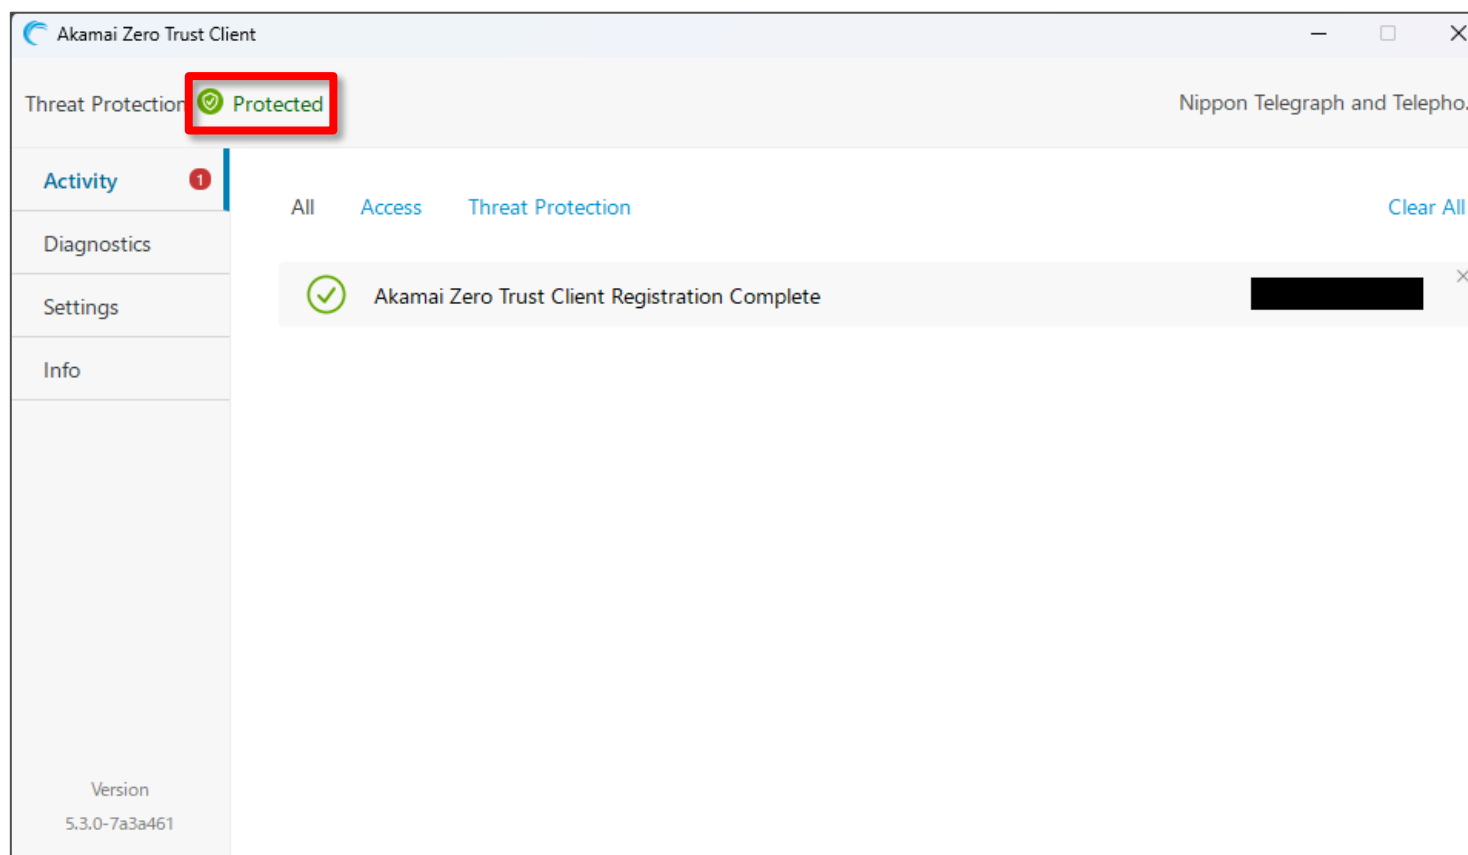 Akamai Zero Trust Client
Threat Protection Protected Nippon Telegraph and Telepho.
Activity 1
All Access Threat Protection Clear All
Diagnostics
Akamai Zero Trust Client Registration Complete
Settings
Info
Version
5.3.0-7a3a461